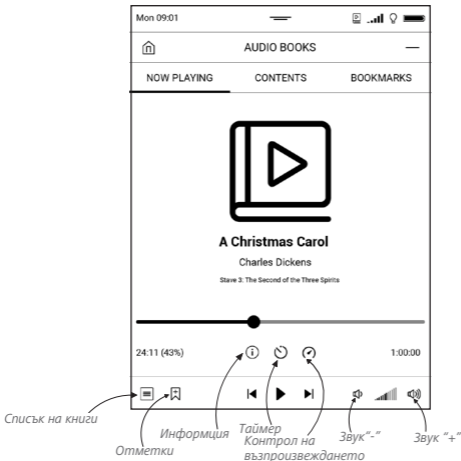 Mon 09:01
AUDIO BOOKS
NOW PLAYING CONTENTS BOOKMARKS
A Christmas Carol
Charles Dickens
Stave 3: The Second of the Three Spirits
24:11 (43%) 1:00:00
Списък на книги
Отметки
Информция
Таймер
Контрол на
възпроизвеждането
Звук“-”
Звук “+”